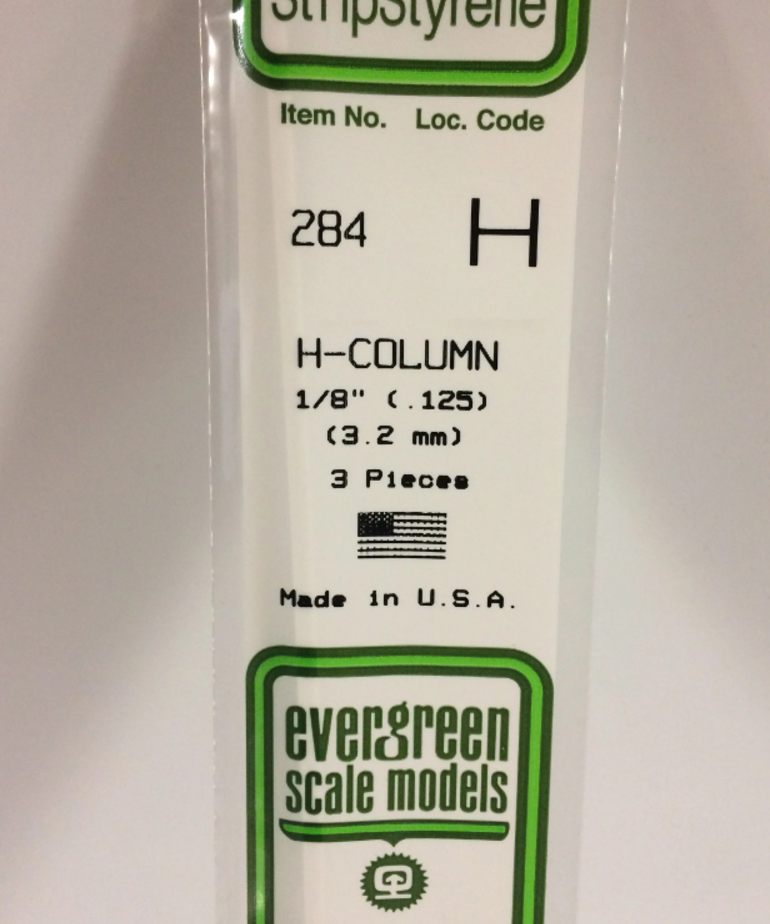 StripStyrene
Item No. Loc. Code
284 H
H-COLUMN
1/8" (.125)
(3.2 mm)
3 Pieces
Made in U.S.A.
evergreen
scale models